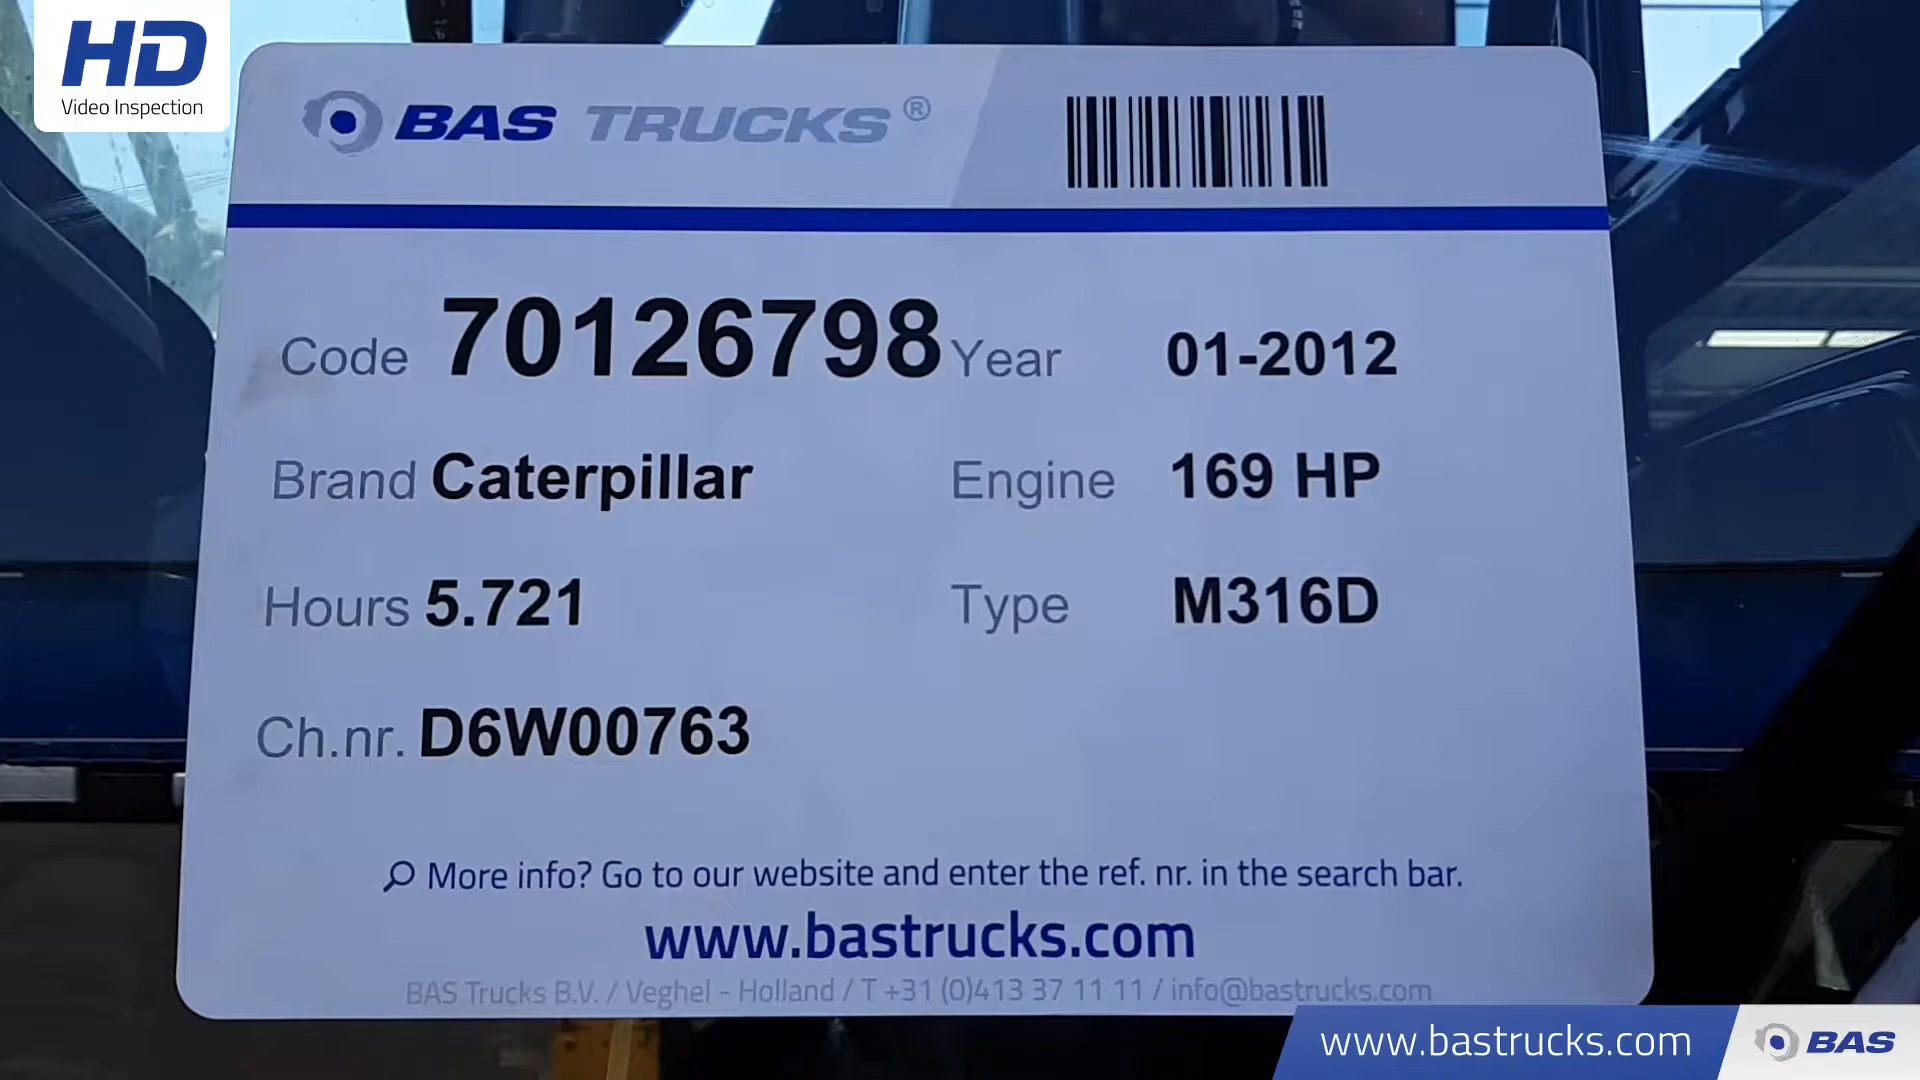 HD
Video Inspection
BAS TRUCKS®
Code 70126798 Year 01-2012
Brand Caterpillar Engine 169 HP
Hours 5.721 Type M316D
Ch.nr. D6W00763
More info? Go to our website and enter the ref. nr. in the search bar.
www.bastrucks.com
BAS Trucks B.V. / Veghel - Holland / T +31 (0)413 37 11 11 / info@bastrucks.com
www.bastrucks.com BAS